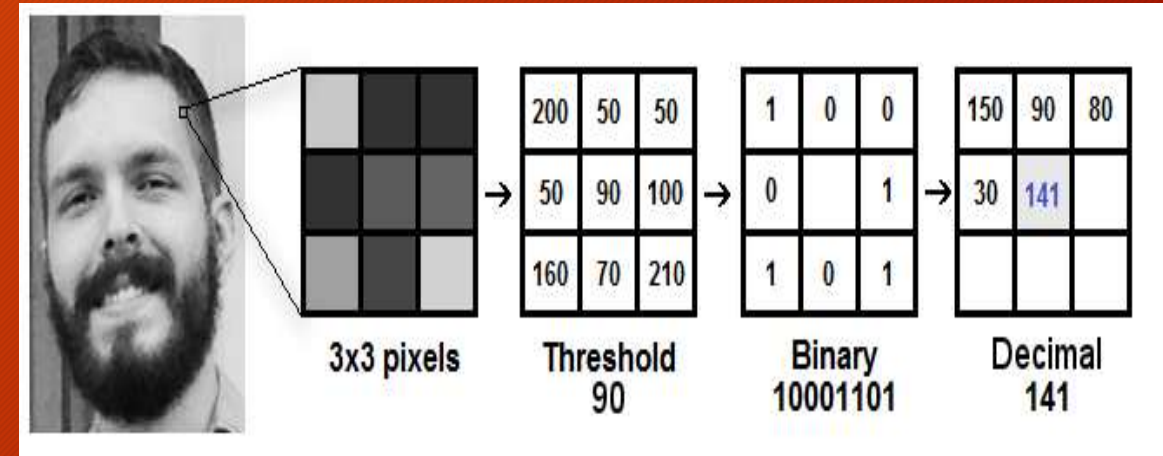 200 50 50 1 0 0 150 90 80
→ 50 90 100 → 0 1 → 30 141
160 70 210 1 0 1
3x3 pixels Threshold Binary Decimal
90 10001101 141